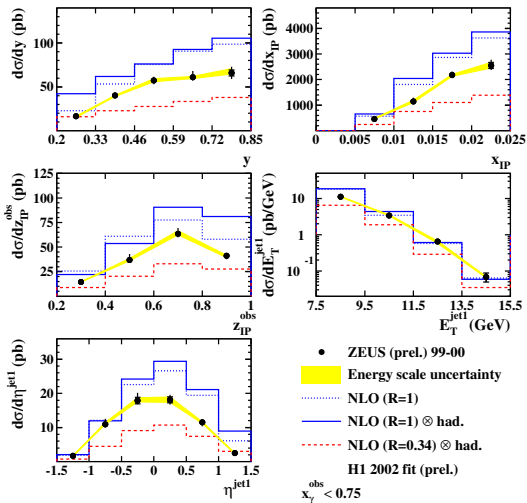 dσ/dy (pb)
100
50
0
0.2 0.33 0.46 0.59 0.72 0.85
y
dσ/dx_IP (pb)
4000
3000
2000
1000
0 0.005 0.01 0.015 0.02 0.025
x_IP
dσ/dz_IP^obs (pb)
125
100
75
50
25
0.2 0.4 0.6 0.8 1
z_IP^obs
dσ/dE_T^jet1 (pb/GeV)
10
1
10^-1
7.5 9.5 11.5 13.5 15.5
E_T^jet1 (GeV)
dσ/dη^jet1 (pb)
30
20
10
0
-1.5 -1 -0.5 0 0.5 1 1.5
η^jet1
ZEUS (prel.) 99-00
Energy scale uncertainty
NLO (R=1)
NLO (R=1) ⊗ had.
NLO (R=0.34) ⊗ had.
H1 2002 fit (prel.)
x_γ^obs < 0.75